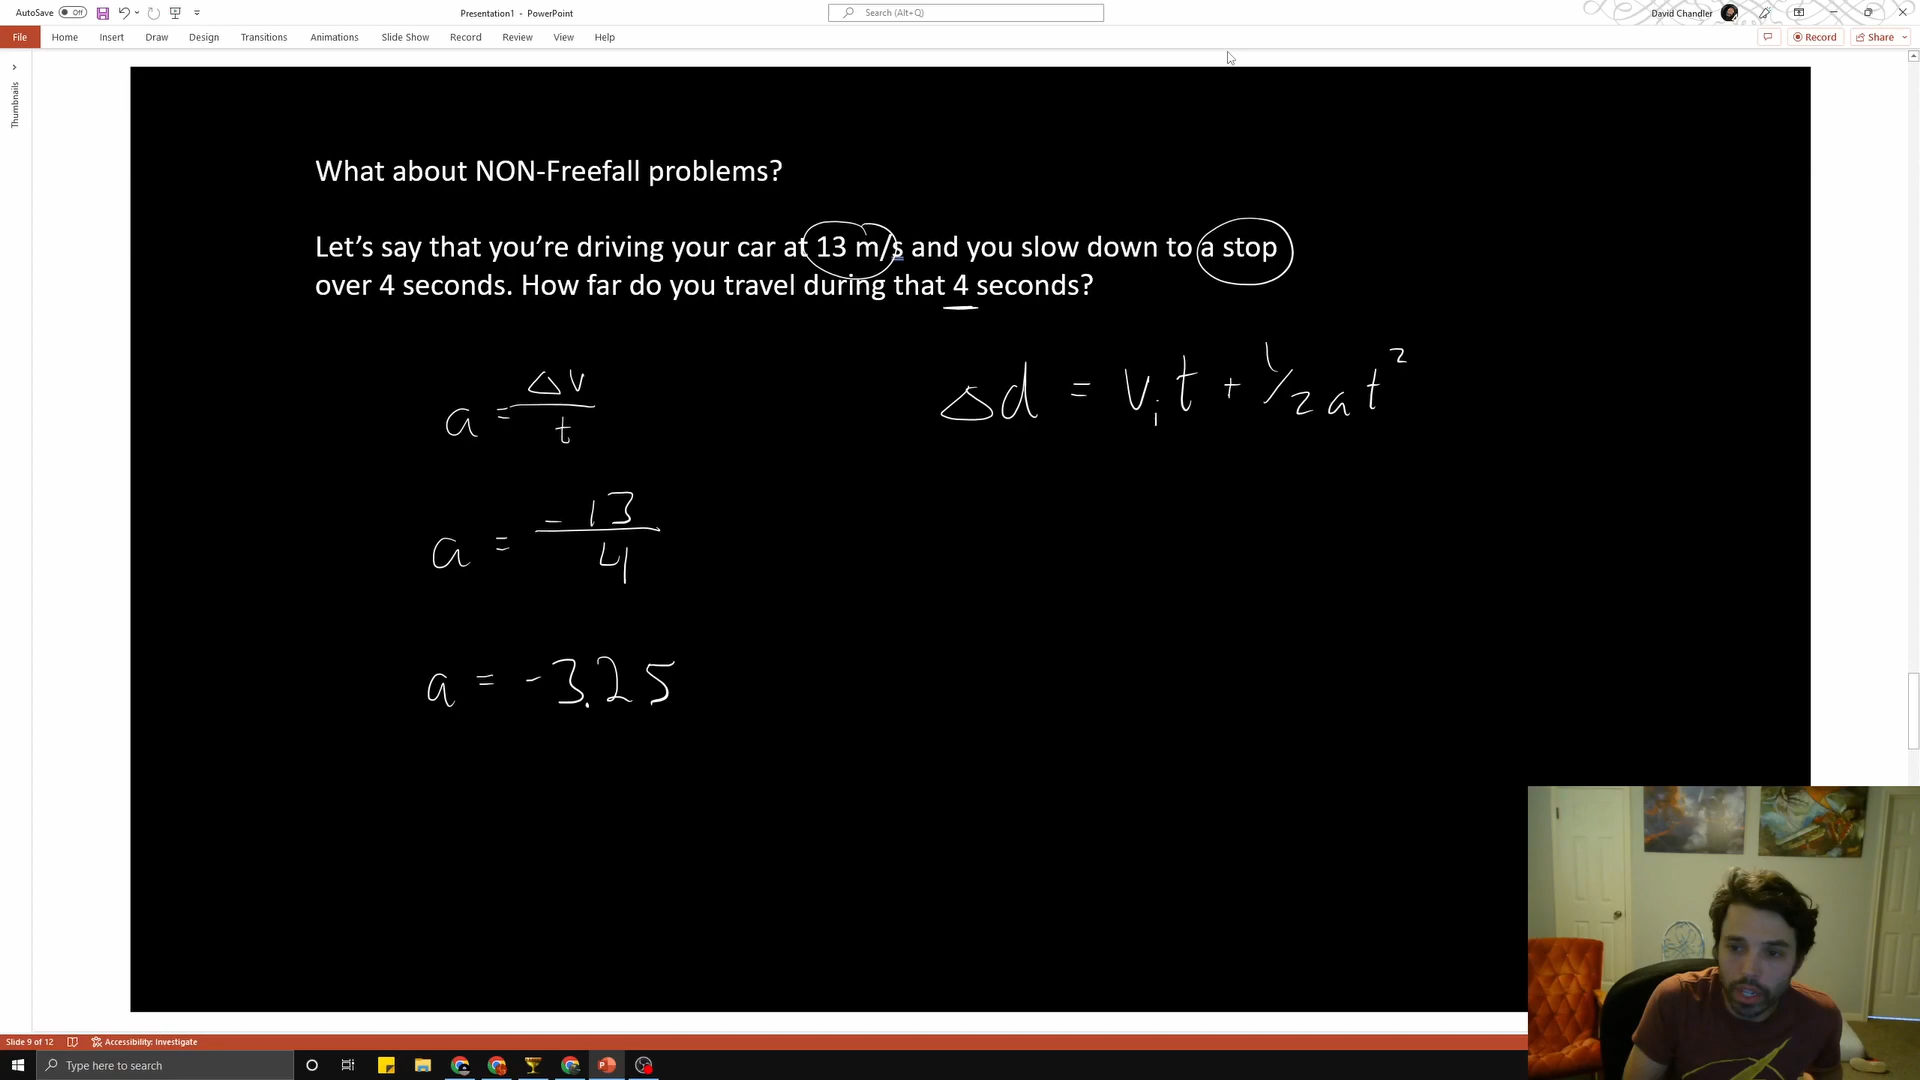 AutoSave Off
Presentation1 - PowerPoint
Search (Alt+Q)
David Chandler
File Home Insert Draw Design Transitions Animations Slide Show Record Review View Help
Record
Share
Thumbnails
What about NON-Freefall problems?
Let’s say that you’re driving your car at 13 m/s and you slow down to a stop
over 4 seconds. How far do you travel during that 4 seconds?
a = Δv / t
Δd = vᵢt + 1/2 at²
a = -13 / 4
a = -3.25
Slide 9 of 12
Accessibility: Investigate
Type here to search